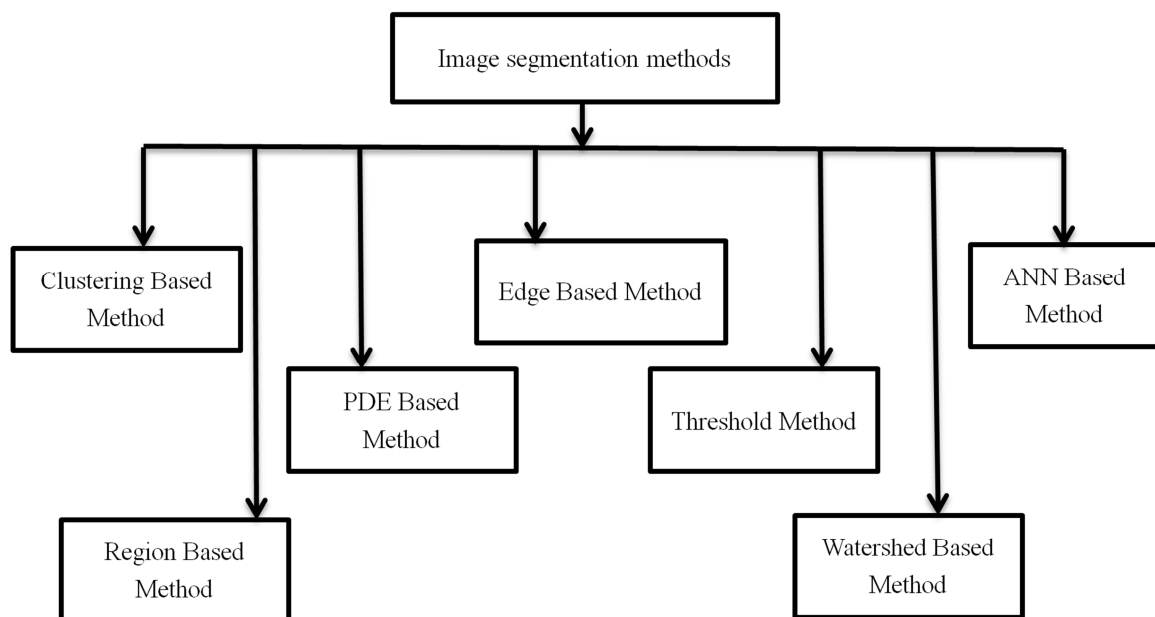 Image segmentation methods
Clustering Based
Method
Edge Based Method
ANN Based
Method
PDE Based
Method
Threshold Method
Region Based
Method
Watershed Based
Method